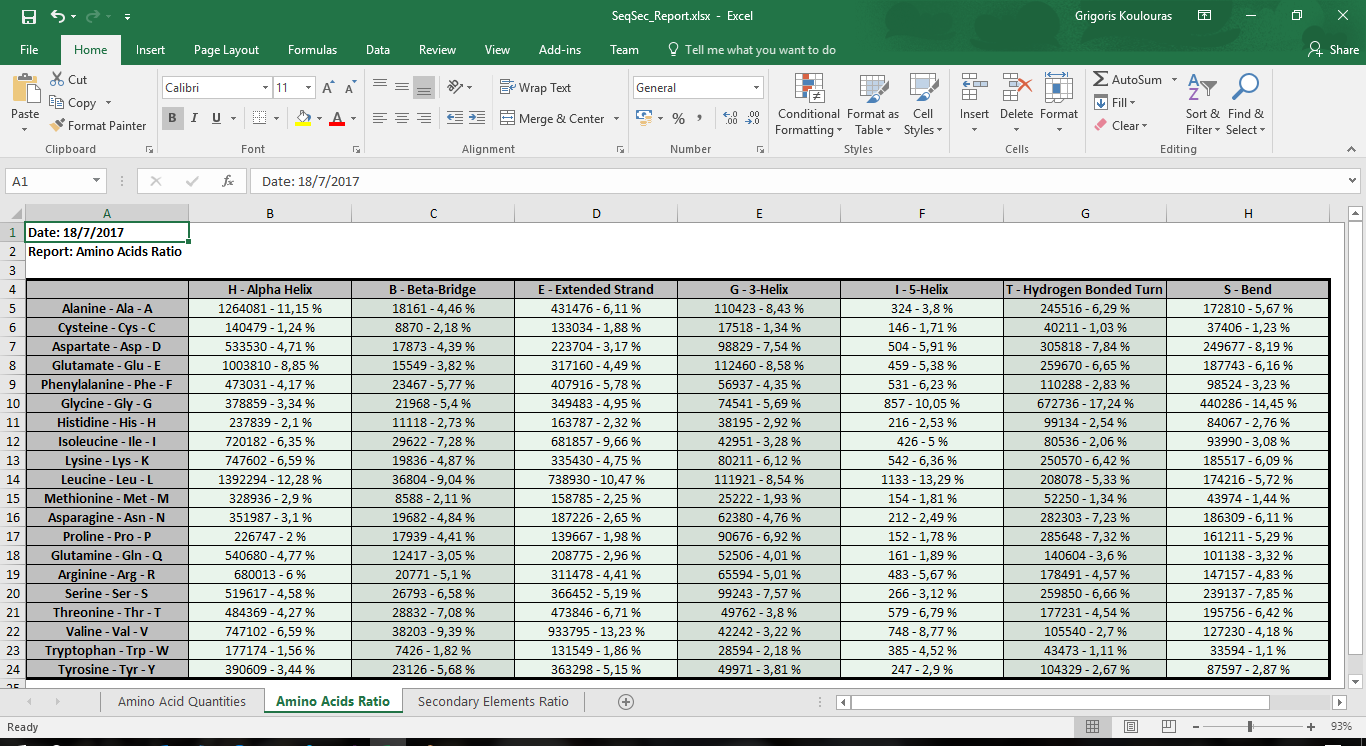 SeqSec_Report.xlsx - Excel
Grigoris Koulouras
File Home Insert Page Layout Formulas Data Review View Add-ins Team Tell me what you want to do Share
Paste
Cut
Copy
Format Painter
Clipboard
Calibri 11 A A
B I U A
Font
Wrap Text
Merge & Center
Alignment
General
%
Number
Conditional Formatting
Format as Table
Cell Styles
Styles
Insert Delete Format
Cells
AutoSum
Fill
Clear
Sort & Filter
Find & Select
Editing
A1 fx Date: 18/7/2017
A B C D E F G H
1 Date: 18/7/2017
2 Report: Amino Acids Ratio
3
4 H - Alpha Helix B - Beta-Bridge E - Extended Strand G - 3-Helix I - 5-Helix T - Hydrogen Bonded Turn S - Bend
5 Alanine - Ala - A 1264081 - 11,15 % 18161 - 4,46 % 431476 - 6,11 % 110423 - 8,43 % 324 - 3,8 % 245516 - 6,29 % 172810 - 5,67 %
6 Cysteine - Cys - C 140479 - 1,24 % 8870 - 2,18 % 133034 - 1,88 % 17518 - 1,34 % 146 - 1,71 % 40211 - 1,03 % 37406 - 1,23 %
7 Aspartate - Asp - D 533530 - 4,71 % 17873 - 4,39 % 223704 - 3,17 % 98829 - 7,54 % 504 - 5,91 % 305818 - 7,84 % 249677 - 8,19 %
8 Glutamate - Glu - E 1003810 - 8,85 % 15549 - 3,82 % 317160 - 4,49 % 112460 - 8,58 % 459 - 5,38 % 259670 - 6,65 % 187743 - 6,16 %
9 Phenylalanine - Phe - F 473031 - 4,17 % 23467 - 5,77 % 407916 - 5,78 % 56937 - 4,35 % 531 - 6,23 % 110288 - 2,83 % 98524 - 3,23 %
10 Glycine - Gly - G 378859 - 3,34 % 21968 - 5,4 % 349483 - 4,95 % 74541 - 5,69 % 857 - 10,05 % 672736 - 17,24 % 440286 - 14,45 %
11 Histidine - His - H 237839 - 2,1 % 11118 - 2,73 % 163787 - 2,32 % 38195 - 2,92 % 216 - 2,53 % 99134 - 2,54 % 84067 - 2,76 %
12 Isoleucine - Ile - I 720182 - 6,35 % 29622 - 7,28 % 681857 - 9,66 % 42951 - 3,28 % 426 - 5 % 80536 - 2,06 % 93990 - 3,08 %
13 Lysine - Lys - K 747602 - 6,59 % 19836 - 4,87 % 335430 - 4,75 % 80211 - 6,12 % 542 - 6,36 % 250570 - 6,42 % 185517 - 6,09 %
14 Leucine - Leu - L 1392294 - 12,28 % 36804 - 9,04 % 738930 - 10,47 % 111921 - 8,54 % 1133 - 13,29 % 208078 - 5,33 % 174216 - 5,72 %
15 Methionine - Met - M 328936 - 2,9 % 8588 - 2,11 % 158785 - 2,25 % 25222 - 1,93 % 154 - 1,81 % 52250 - 1,34 % 43974 - 1,44 %
16 Asparagine - Asn - N 351987 - 3,1 % 19682 - 4,84 % 187226 - 2,65 % 62380 - 4,76 % 212 - 2,49 % 282303 - 7,23 % 186309 - 6,11 %
17 Proline - Pro - P 226747 - 2 % 17939 - 4,41 % 139667 - 1,98 % 90676 - 6,92 % 152 - 1,78 % 285648 - 7,32 % 161211 - 5,29 %
18 Glutamine - Gln - Q 540680 - 4,77 % 12417 - 3,05 % 208775 - 2,96 % 52506 - 4,01 % 161 - 1,89 % 140604 - 3,6 % 101138 - 3,32 %
19 Arginine - Arg - R 680013 - 6 % 20771 - 5,1 % 311478 - 4,41 % 65594 - 5,01 % 483 - 5,67 % 178491 - 4,57 % 147157 - 4,83 %
20 Serine - Ser - S 519617 - 4,58 % 26793 - 6,58 % 366452 - 5,19 % 99243 - 7,57 % 266 - 3,12 % 259850 - 6,66 % 239137 - 7,85 %
21 Threonine - Thr - T 484369 - 4,27 % 28832 - 7,08 % 473846 - 6,71 % 49762 - 3,8 % 579 - 6,79 % 177231 - 4,54 % 195756 - 6,42 %
22 Valine - Val - V 747102 - 6,59 % 38203 - 9,39 % 933795 - 13,23 % 42242 - 3,22 % 748 - 8,77 % 105540 - 2,7 % 127230 - 4,18 %
23 Tryptophan - Trp - W 177174 - 1,56 % 7426 - 1,82 % 131549 - 1,86 % 28594 - 2,18 % 385 - 4,52 % 43473 - 1,11 % 33594 - 1,1 %
24 Tyrosine - Tyr - Y 390609 - 3,44 % 23126 - 5,68 % 363298 - 5,15 % 49971 - 3,81 % 247 - 2,9 % 104329 - 2,67 % 87597 - 2,87 %
25
Amino Acid Quantities Amino Acids Ratio Secondary Elements Ratio
Ready 93%